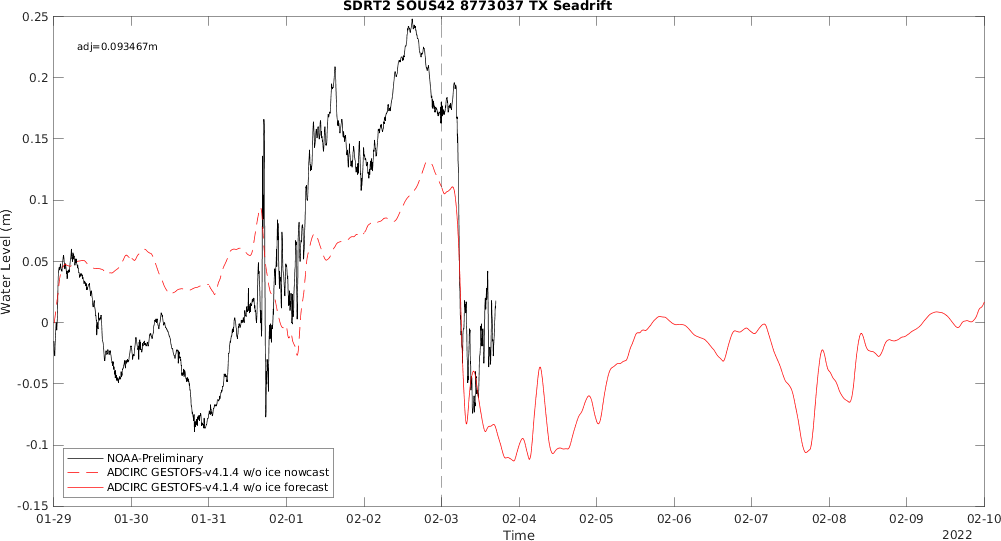 SDRT2 SOUS42 8773037 TX Seadrift
adj=0.093467m
0.25
0.2
0.15
0.1
0.05
0
-0.05
-0.1
-0.15
Water Level (m)
NOAA-Preliminary
ADCIRC GESTOFS-v4.1.4 w/o ice nowcast
ADCIRC GESTOFS-v4.1.4 w/o ice forecast
01-29 01-30 01-31 02-01 02-02 02-03 02-04 02-05 02-06 02-07 02-08 02-09 02-10
Time
2022